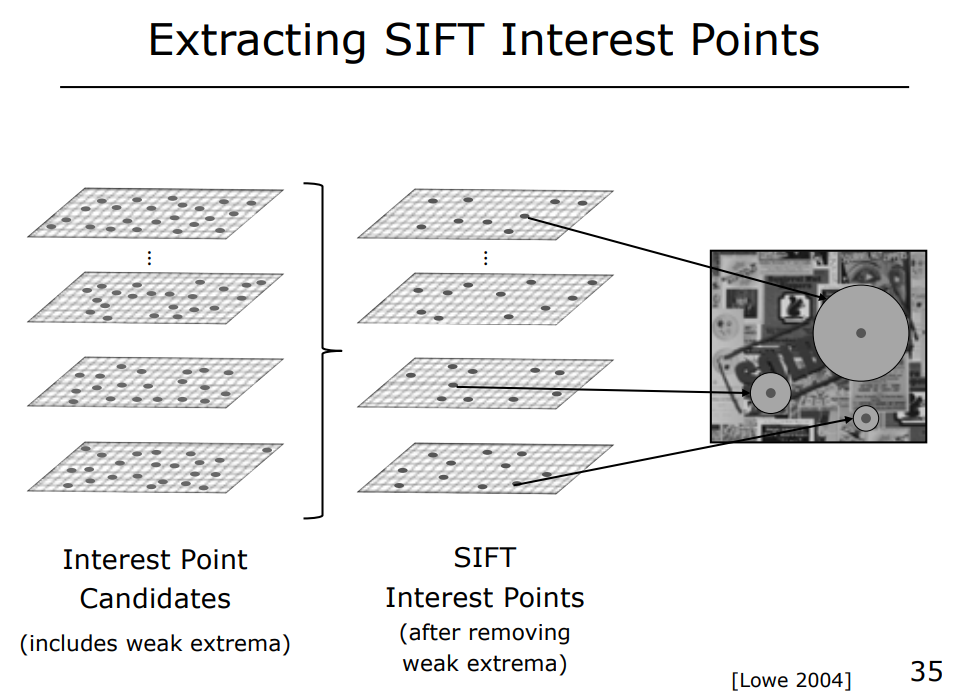 Extracting SIFT Interest Points
Interest Point
Candidates
(includes weak extrema)
SIFT
Interest Points
(after removing
weak extrema)
[Lowe 2004]
35